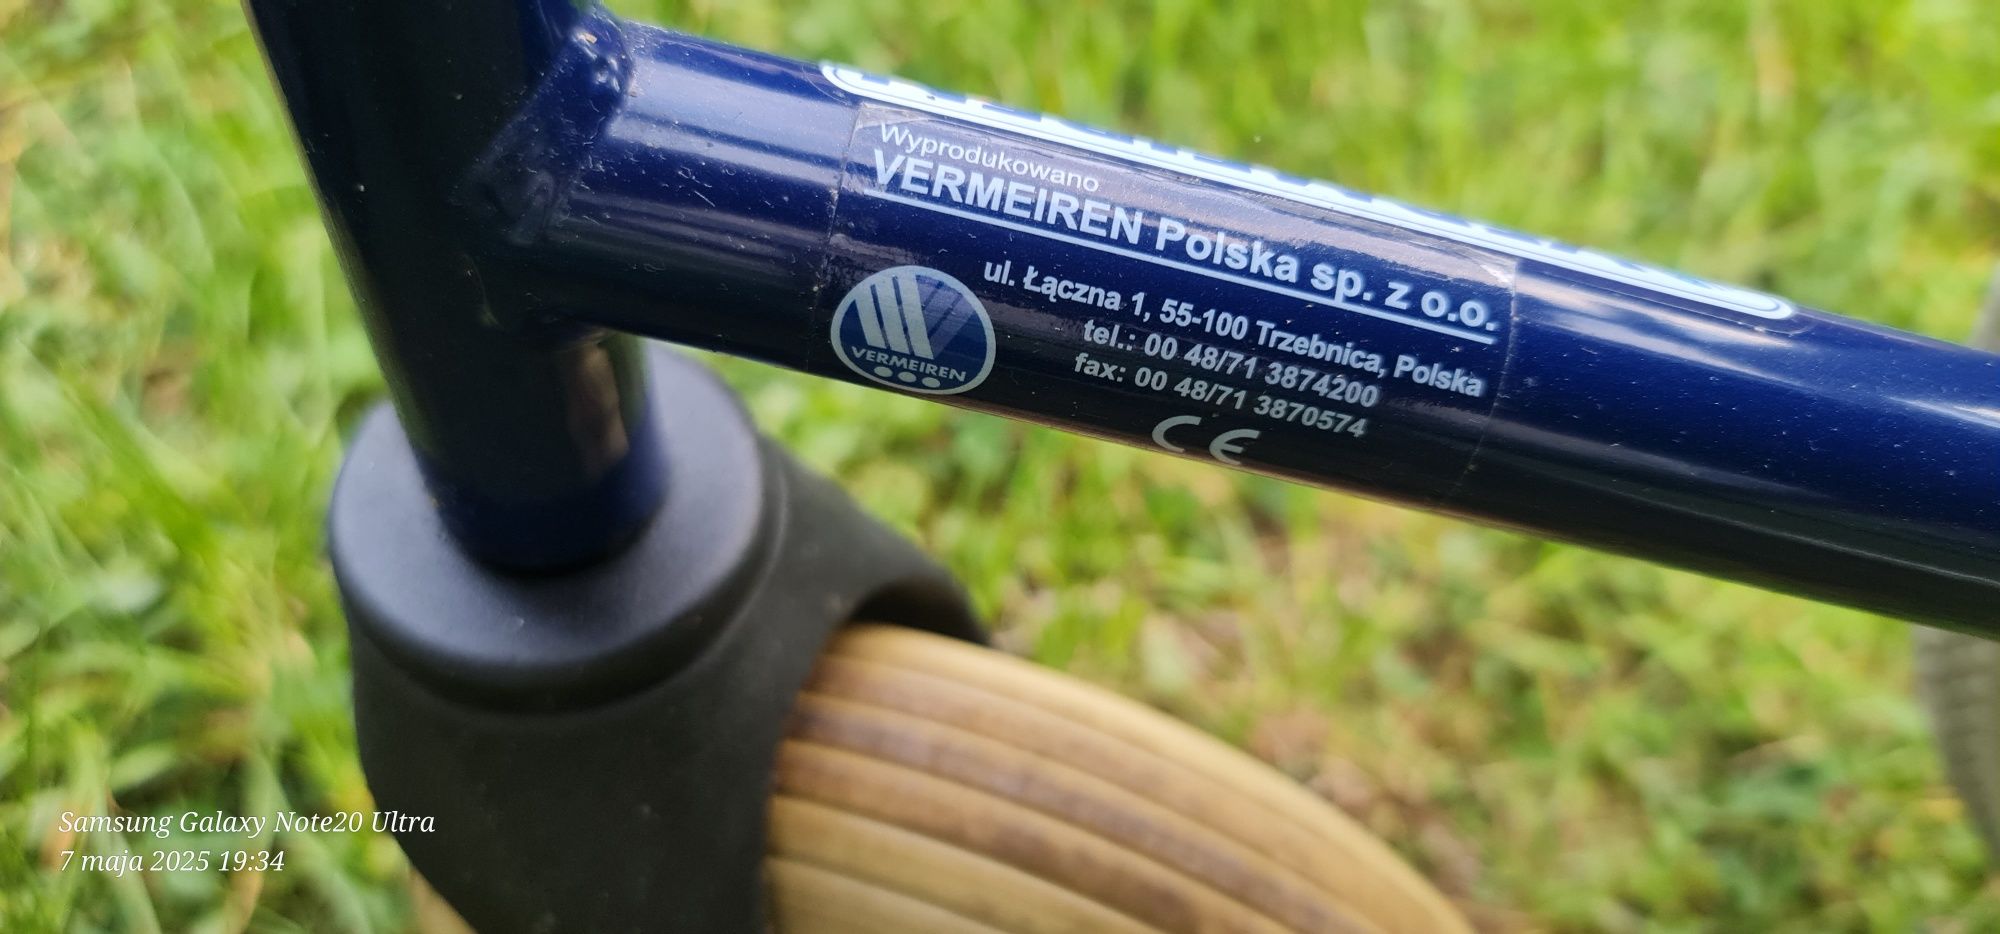 Wyprodukowano
VERMEIREN Polska sp. z o.o.
ul. Łączna 1, 55-100 Trzebnica, Polska
tel.: 00 48/71 3874200
fax: 00 48/71 3870574
VERMEIREN
CE
Samsung Galaxy Note20 Ultra
7 maja 2025 19:34